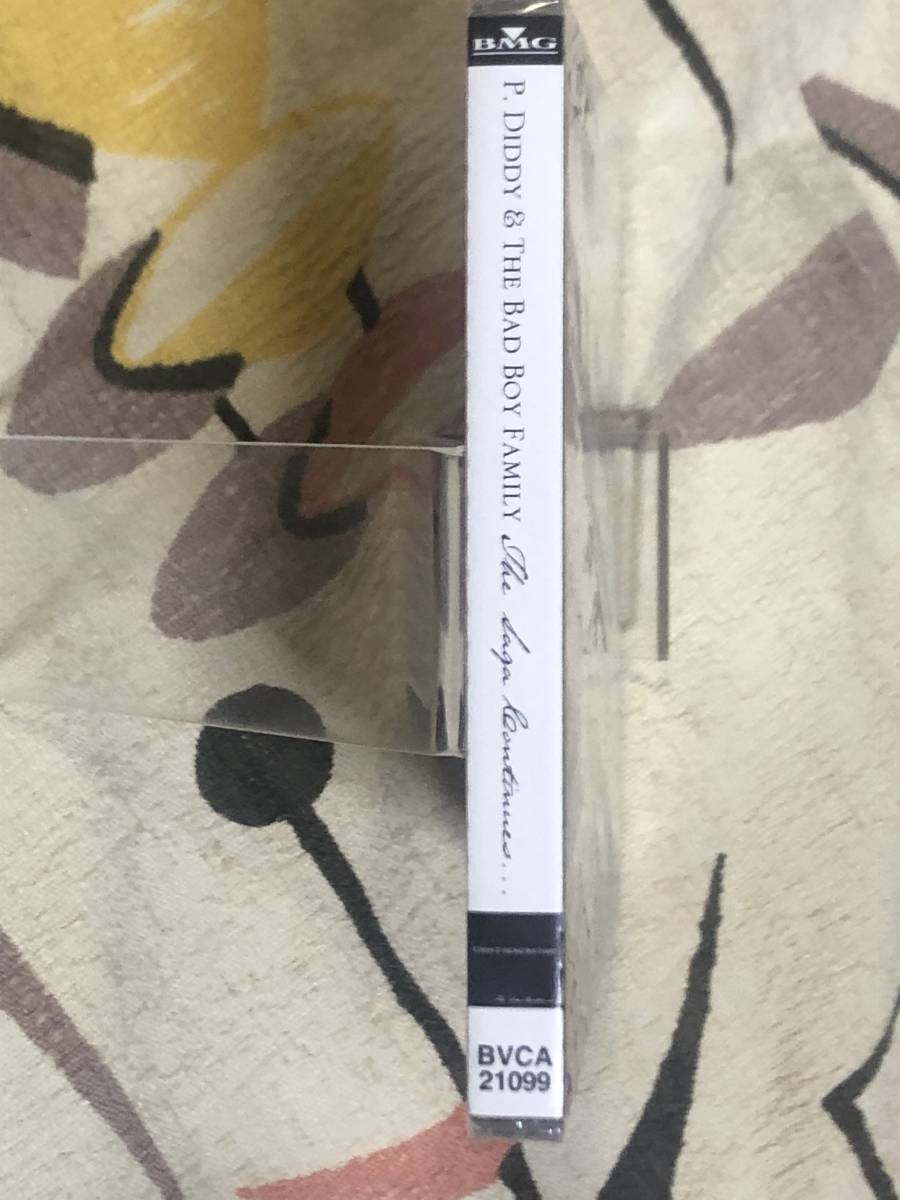 BMG
P. DIDDY & THE BAD BOY FAMILY The Saga Continues...
BVCA
21099